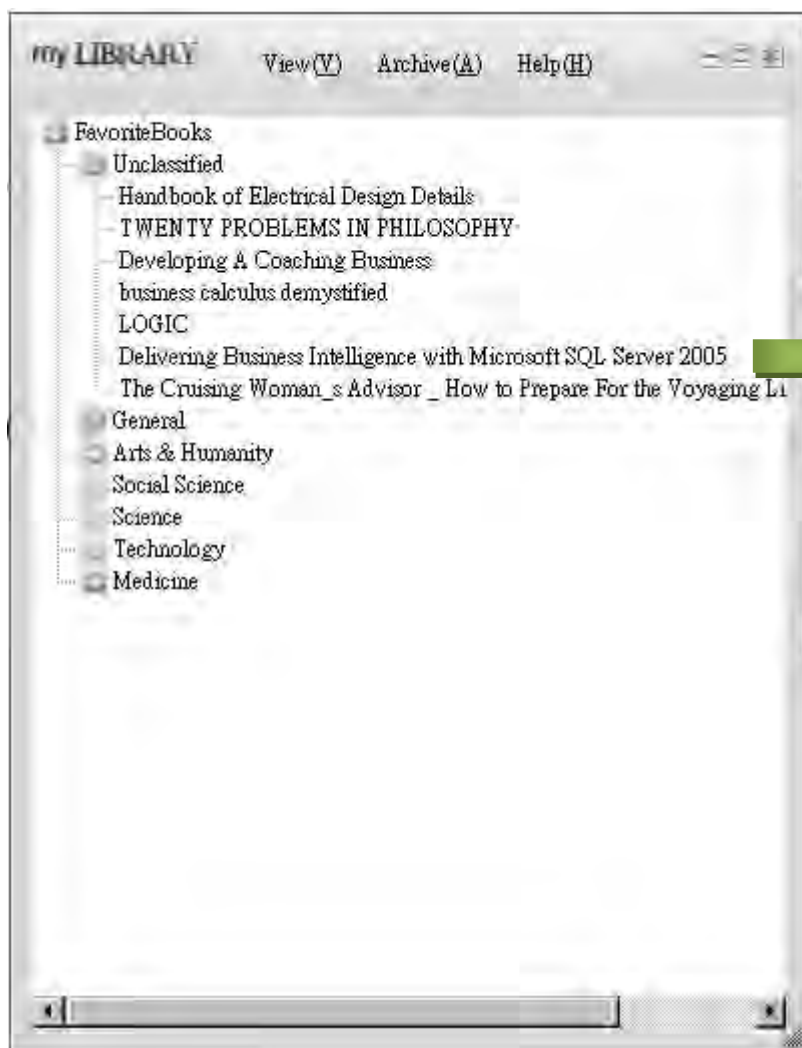 my LIBRARY View(V) Archive(A) Help(H)
FavoriteBooks
Unclassified
Handbook of Electrical Design Details
TWENTY PROBLEMS IN PHILOSOPHY
Developing A Coaching Business
business calculus demystified
LOGIC
Delivering Business Intelligence with Microsoft SQL Server 2005
The Cruising Woman_s Advisor _ How to Prepare For the Voyaging Li
General
Arts & Humanity
Social Science
Science
Technology
Medicine